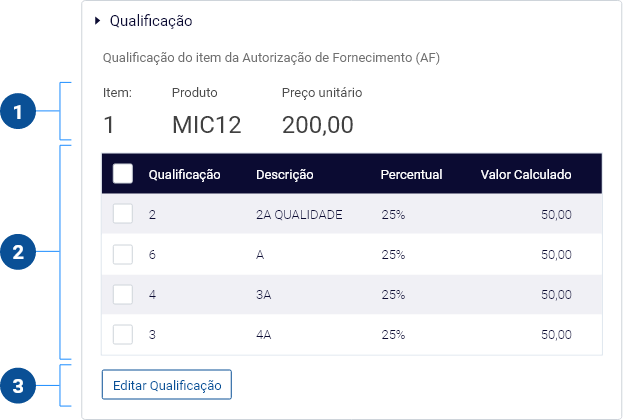 Qualificação
Qualificação do item da Autorização de Fornecimento (AF)
1
Item: Produto Preço unitário
1 MIC12 200,00
2
Qualificação Descrição Percentual Valor Calculado
2 2A QUALIDADE 25% 50,00
6 A 25% 50,00
4 3A 25% 50,00
3 4A 25% 50,00
3
Editar Qualificação